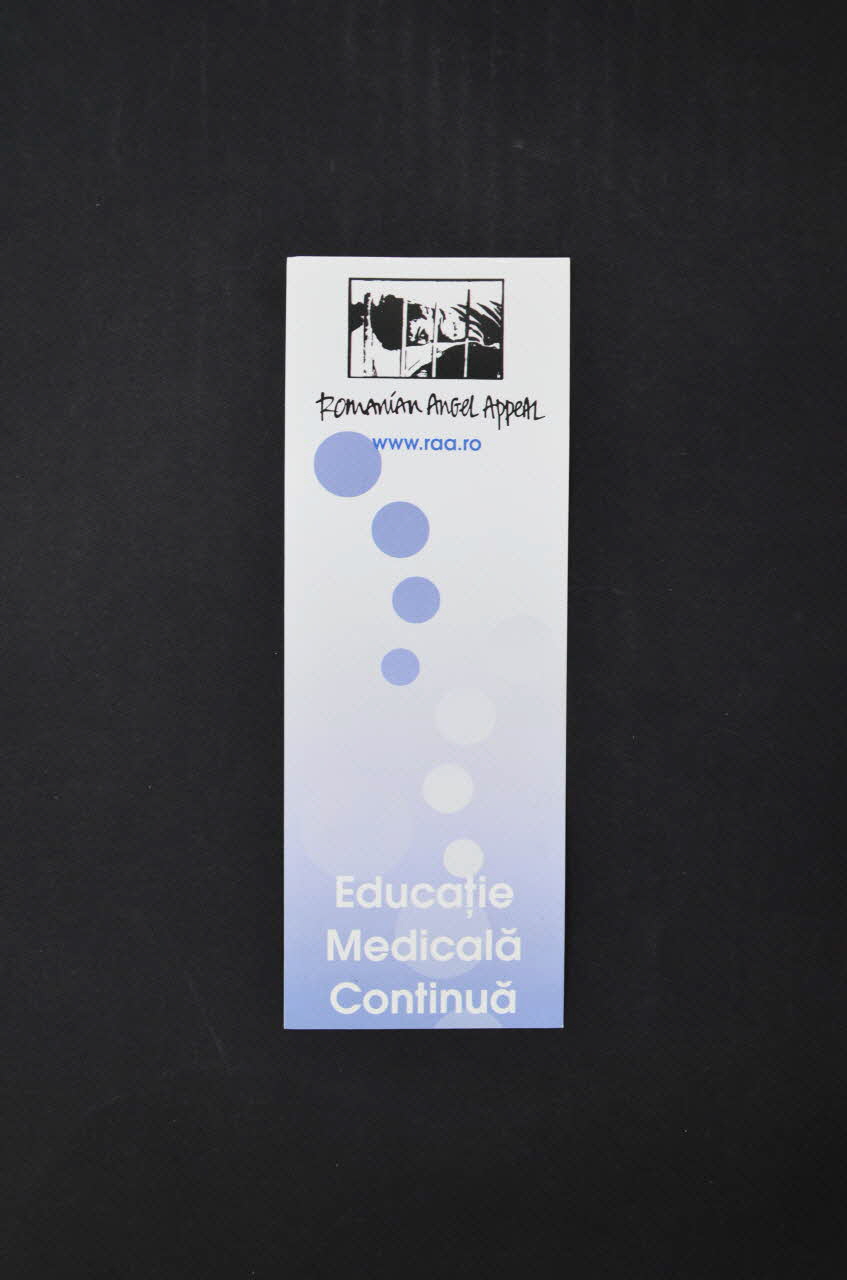 Romanian Angel Appeal
www.raa.ro
Educație
Medicală
Continuă